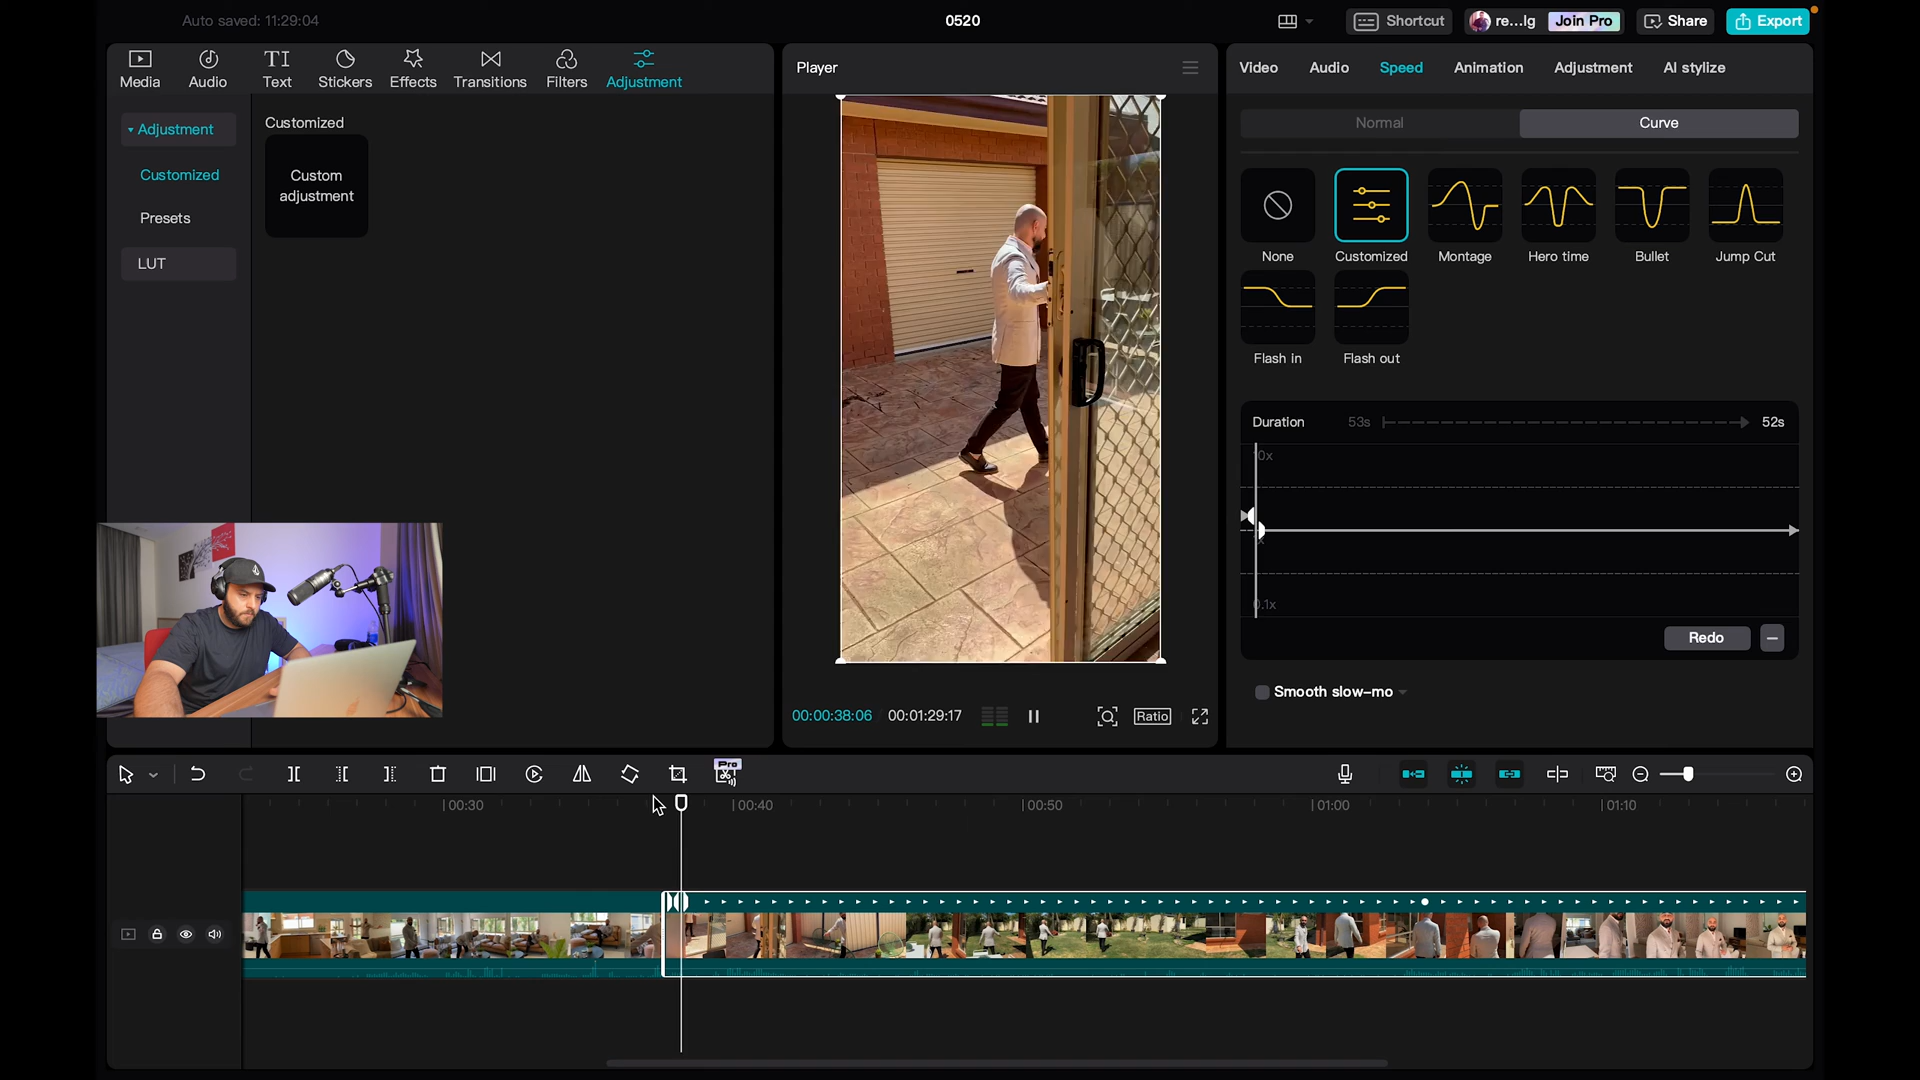 Auto saved: 11:29:04
0520
Shortcut
re...lg
Join Pro
Share
Export
Media
Audio
Text
Stickers
Effects
Transitions
Filters
Adjustment
Adjustment
Customized
Presets
LUT
Customized
Custom
adjustment
Player
00:00:38:06
00:01:29:17
Ratio
Video
Audio
Speed
Animation
Adjustment
AI stylize
Normal
Curve
None
Customized
Montage
Hero time
Bullet
Jump Cut
Flash in
Flash out
Duration
53s
52s
10x
0.1x
Redo
Smooth slow-mo
Pro
00:30
00:40
00:50
01:00
01:10